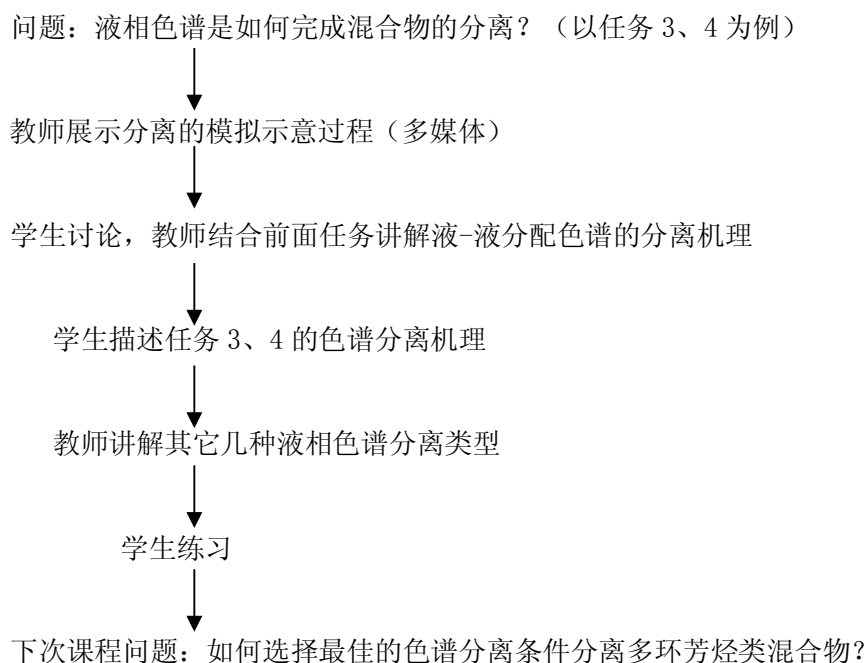 问题：液相色谱是如何完成混合物的分离？（以任务 3、4 为例）
教师展示分离的模拟示意过程（多媒体）
学生讨论，教师结合前面任务讲解液-液分配色谱的分离机理
学生描述任务 3、4 的色谱分离机理
教师讲解其它几种液相色谱分离类型
学生练习
下次课程问题：如何选择最佳的色谱分离条件分离多环芳烃类混合物？